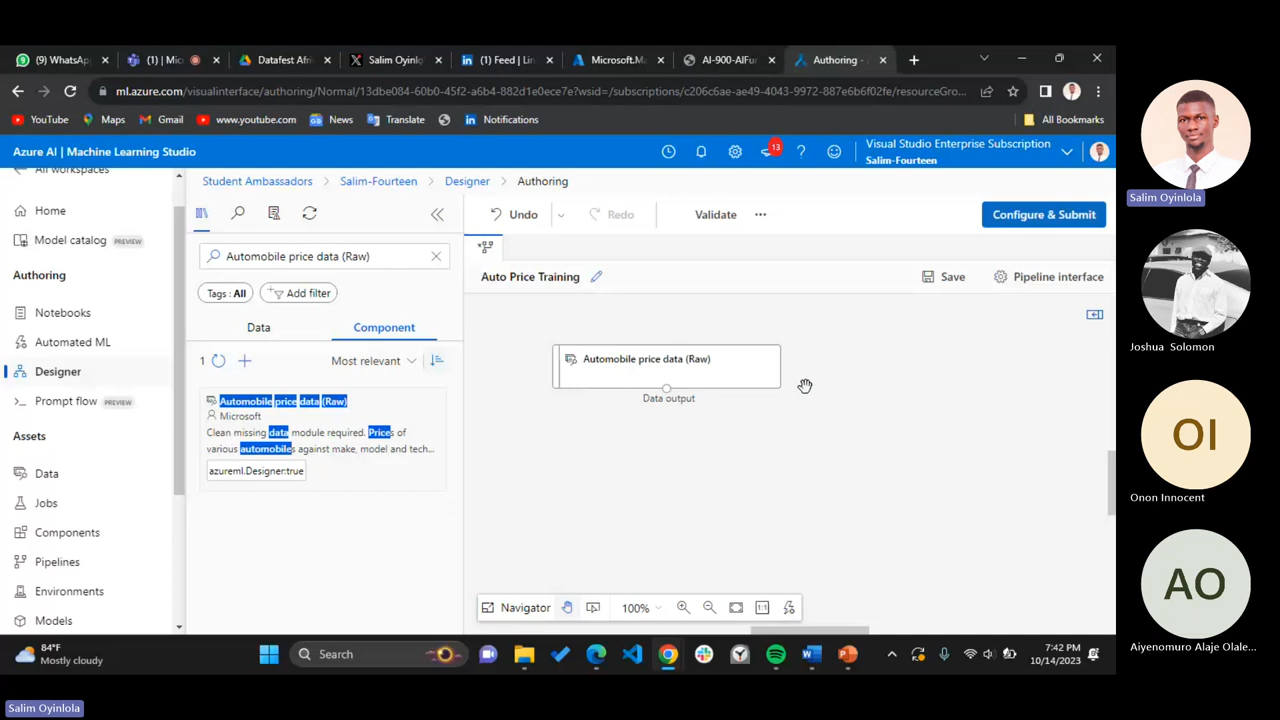 (9) WhatsAp
(1) Mic
Datafest Afri
Salim Oyinlo
(1) Feed | Lin
Microsoft.Ma
AI-900-AIFun
Authoring - A
ml.azure.com/visualinterface/authoring/Normal/13dbe084-60b0-45f2-a6b4-882d1e0ece7e?wsid=/subscriptions/c206c6ae-ae49-4043-9972-887e6b6f02fe/resourceGro...
YouTube
Maps
Gmail
www.youtube.com
News
Translate
Notifications
All Bookmarks
Azure AI | Machine Learning Studio
13
Visual Studio Enterprise Subscription
Salim-Fourteen
All workspaces
Home
Model catalog PREVIEW
Authoring
Notebooks
Automated ML
Designer
Prompt flow PREVIEW
Assets
Data
Jobs
Components
Pipelines
Environments
Models
Student Ambassadors > Salim-Fourteen > Designer > Authoring
Automobile price data (Raw)
Tags : All
Add filter
Data
Component
1
Most relevant
Automobile price data (Raw)
Microsoft
Clean missing data module required. Prices of
various automobiles against make, model and tech...
azureml.Designer:true
Undo
Redo
Validate
Configure & Submit
Auto Price Training
Save
Pipeline interface
Automobile price data (Raw)
Data output
Navigator
100%
1:1
84°F
Mostly cloudy
Search
7:42 PM
10/14/2023
Salim Oyinlola
Joshua Solomon
OI
Onon Innocent
AO
Aiyenomuro Alaje Olale...
Salim Oyinlola